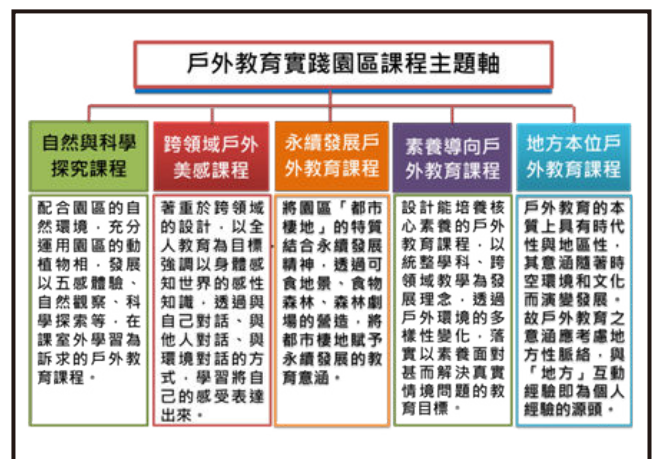 戶外教育實踐園區課程主題軸
自然與科學
探究課程
配合園區的自
然環境，充分
運用園區的動
植物相，發展
以五感體驗、
自然觀察、科
學探索等，在
課室外學習為
訴求的戶外教
育課程。
跨領域戶外
美感課程
著重於跨領域
的設計，以全
人教育為目標，
強調以身體感
知世界的感性
知識，透過與
自己對話、與
他人對話、與
環境對話的方
式，學習將自
己的感受表達
出來。
永續發展戶
外教育課程
將園區「都市
棲地」的特質
結合永續發展
精神，透過可
食地景、食物
森林、森林劇
場的營造，將
都市棲地賦予
永續發展的教
育意涵。
素養導向戶
外教育課程
設計能培養核
心素養的戶外
教育課程，以
統整學科、跨
領域教學為發
展理念，透過
戶外環境的多
樣性變化，落
實以素養面對
甚而解決真實
情境問題的教
育目標。
地方本位戶
外教育課程
戶外教育的本
質上具有時代
性與地區性，
其意涵隨著時
空環境和文化
而演變發展。
故戶外教育之
意涵應考慮地
方性脈絡，與
「地方」互動
經驗即為個人
經驗的源頭。